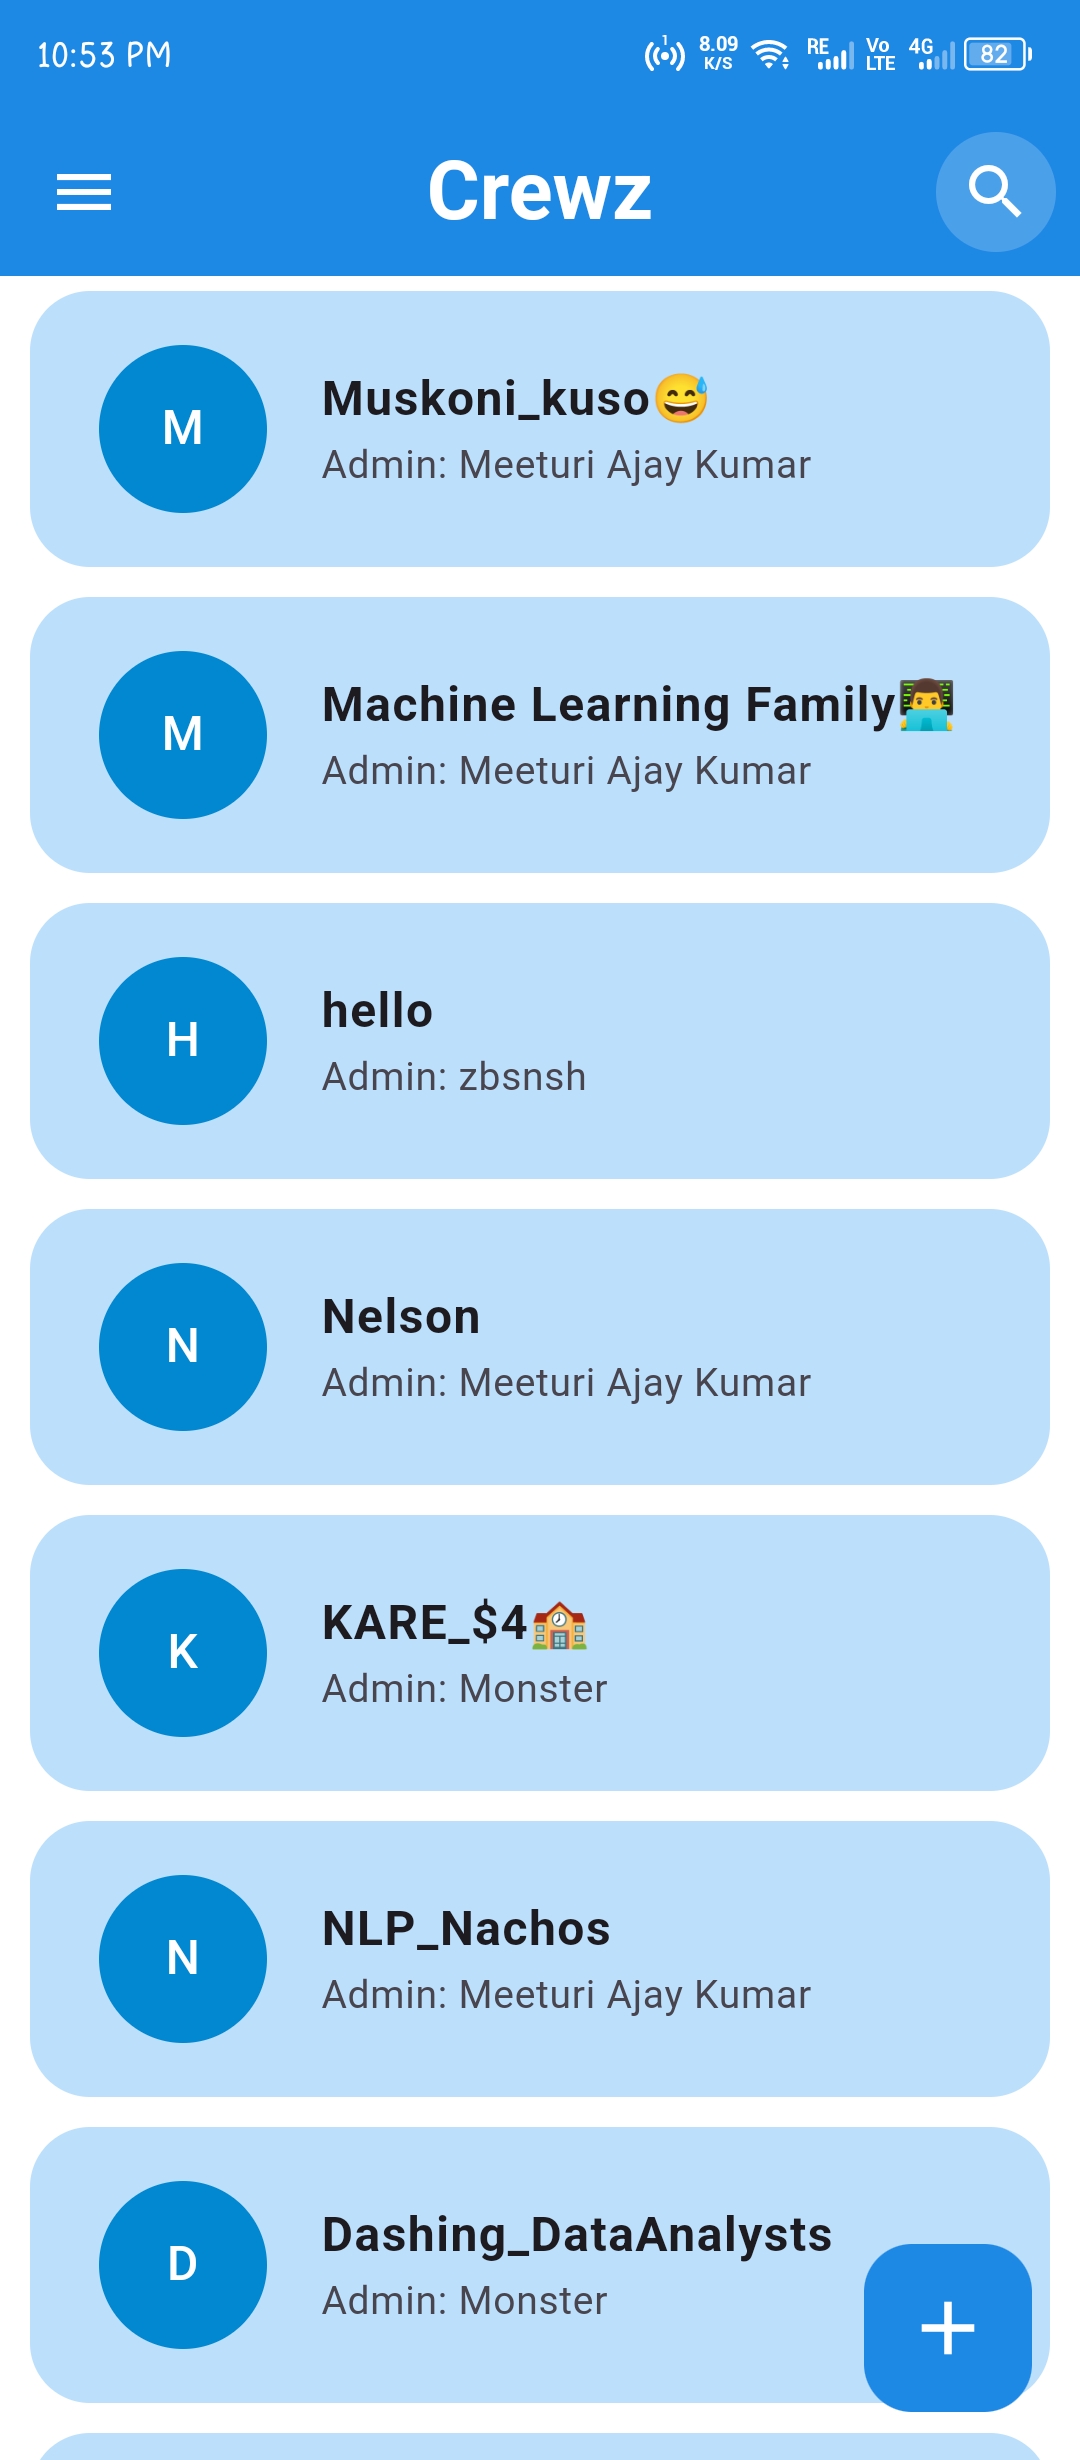 10:53 PM 1 8.09 K/S RE Vo LTE 4G 82
Crewz
M
Muskoni_kuso😅
Admin: Meeturi Ajay Kumar
M
Machine Learning Family👨‍💻
Admin: Meeturi Ajay Kumar
H
hello
Admin: zbsnsh
N
Nelson
Admin: Meeturi Ajay Kumar
K
KARE_$4🏫
Admin: Monster
N
NLP_Nachos
Admin: Meeturi Ajay Kumar
D
Dashing_DataAnalysts
Admin: Monster